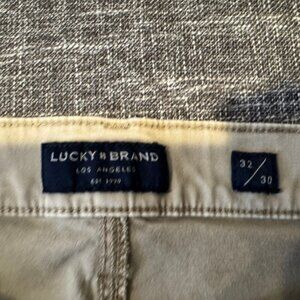 LUCKY BRAND
LOS ANGELES
EST. 1990
32/30